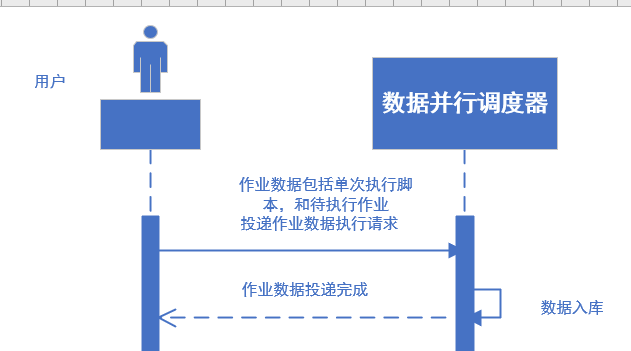 用户
数据并行调度器
作业数据包括单次执行脚
本，和待执行作业
投递作业数据执行请求
作业数据投递完成
数据入库